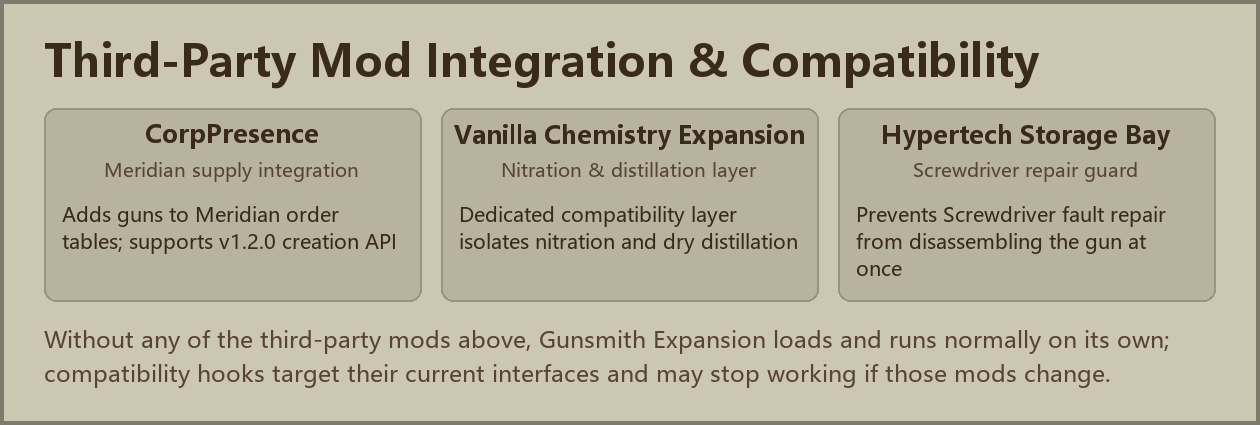 Third-Party Mod Integration & Compatibility
CorpPresence
Meridian supply integration
Adds guns to Meridian order
tables; supports v1.2.0 creation API
Vanilla Chemistry Expansion
Nitration & distillation layer
Dedicated compatibility layer
isolates nitration and dry distillation
Hypertech Storage Bay
Screwdriver repair guard
Prevents Screwdriver fault repair
from disassembling the gun at
once
Without any of the third-party mods above, Gunsmith Expansion loads and runs normally on its own;
compatibility hooks target their current interfaces and may stop working if those mods change.